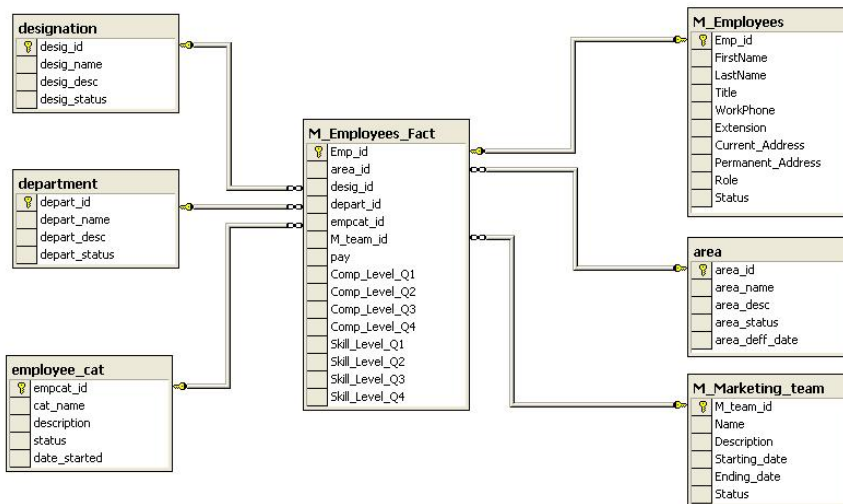 designation
desig_id
desig_name
desig_desc
desig_status
department
depart_id
depart_name
depart_desc
depart_status
employee_cat
empcat_id
cat_name
description
status
date_started
M_Employees_Fact
Emp_id
area_id
desig_id
depart_id
empcat_id
M_team_id
pay
Comp_Level_Q1
Comp_Level_Q2
Comp_Level_Q3
Comp_Level_Q4
Skill_Level_Q1
Skill_Level_Q2
Skill_Level_Q3
Skill_Level_Q4
M_Employees
Emp_id
FirstName
LastName
Title
WorkPhone
Extension
Current_Address
Permanent_Address
Role
Status
area
area_id
area_name
area_desc
area_status
area_deff_date
M_Marketing_team
M_team_id
Name
Description
Starting_date
Ending_date
Status